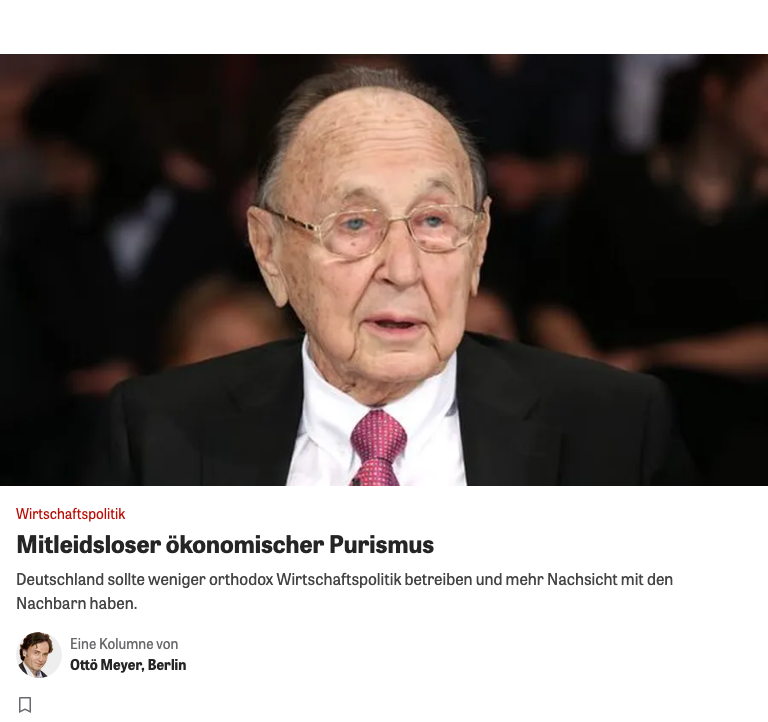 Wirtschaftspolitik
Mitleidsloser ökonomischer Purismus
Deutschland sollte weniger orthodox Wirtschaftspolitik betreiben und mehr Nachsicht mit den
Nachbarn haben.
Eine Kolumne von
Ottö Meyer, Berlin